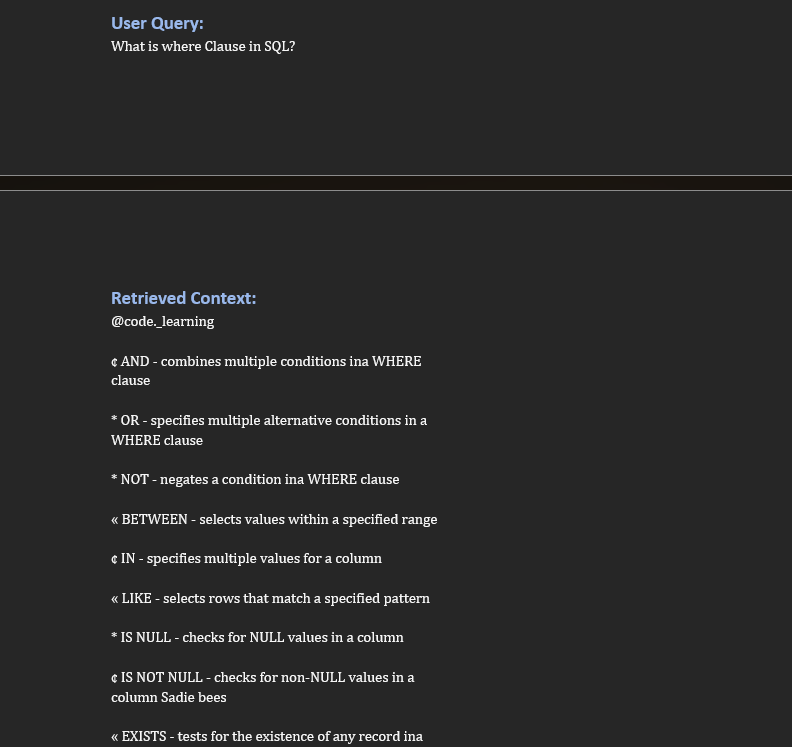 User Query:
What is where Clause in SQL?
Retrieved Context:
@code._learning
¢ AND - combines multiple conditions ina WHERE
clause
* OR - specifies multiple alternative conditions in a
WHERE clause
* NOT - negates a condition ina WHERE clause
« BETWEEN - selects values within a specified range
¢ IN - specifies multiple values for a column
« LIKE - selects rows that match a specified pattern
* IS NULL - checks for NULL values in a column
¢ IS NOT NULL - checks for non-NULL values in a
column Sadie bees
« EXISTS - tests for the existence of any record ina